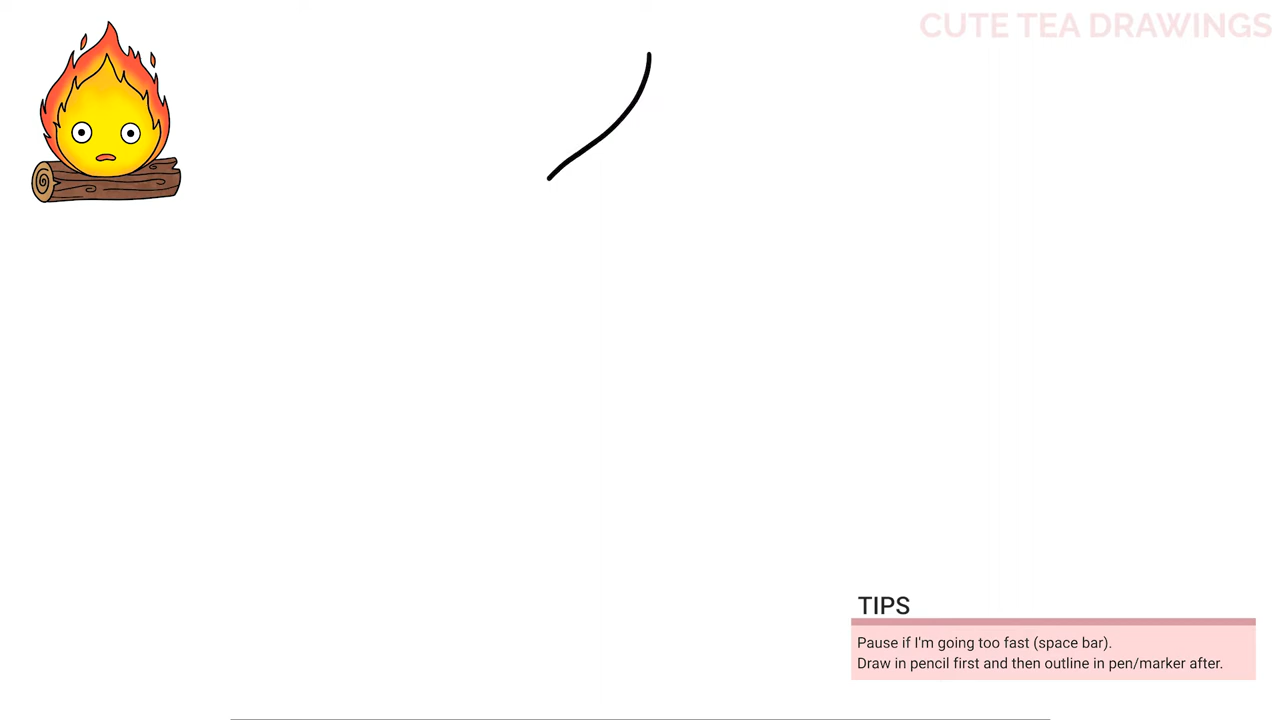 CUTE TEA DRAWINGS
TIPS
Pause if I'm going too fast (space bar).
Draw in pencil first and then outline in pen/marker after.